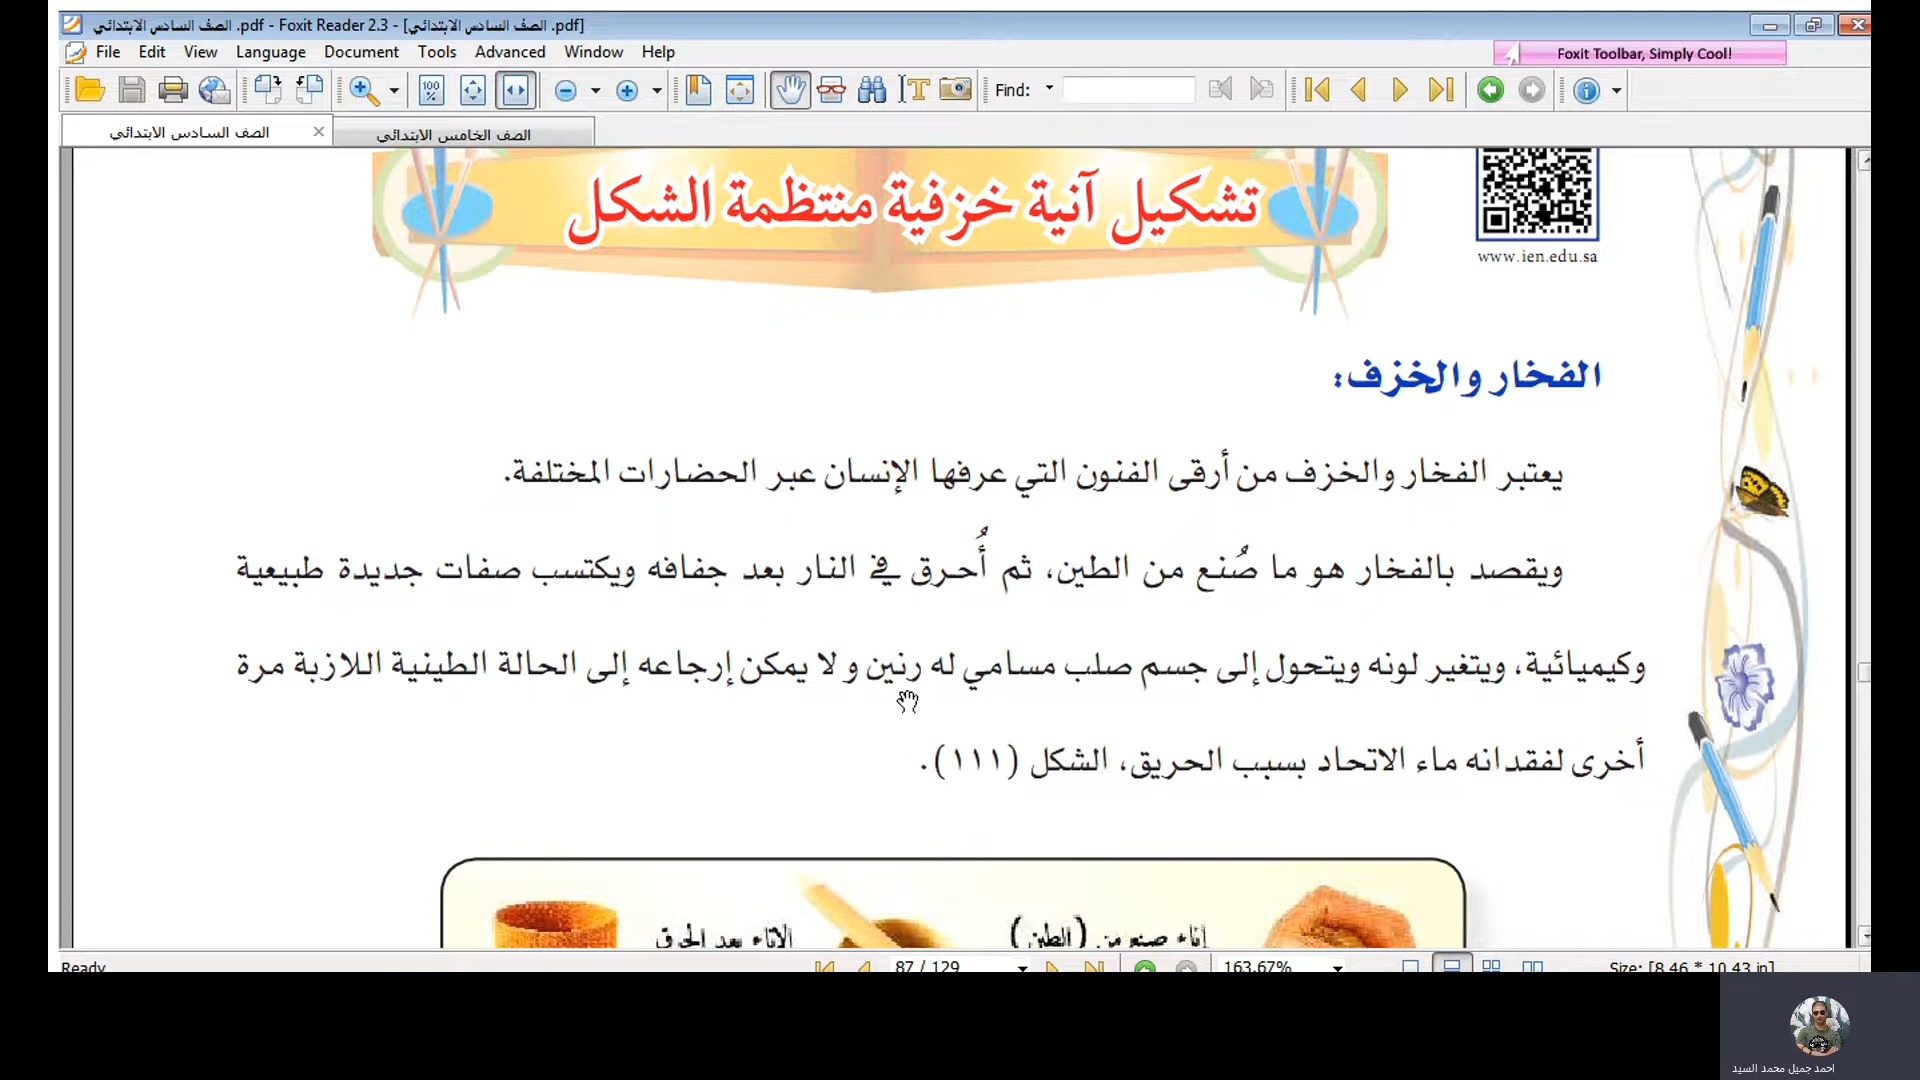 الصف السادس الابتدائي .pdf - Foxit Reader 2.3 - [الصف السادس الابتدائي .pdf]
File Edit View Language Document Tools Advanced Window Help
Foxit Toolbar, Simply Cool!
Find:
الصف السادس الابتدائي
الصف الخامس الابتدائي
تشكيل آنية خزفية منتظمة الشكل
www.ien.edu.sa
الفخار والخزف:
يعتبر الفخار والخزف من أرقى الفنون التي عرفها الإنسان عبر الحضارات المختلفة.
ويقصد بالفخار هو ما صُنع من الطين، ثم أُحرق في النار بعد جفافه ويكتسب صفات جديدة طبيعية
وكيميائية، ويتغير لونه ويتحول إلى جسم صلب مسامي له رنين و لا يمكن إرجاعه إلى الحالة الطينية اللازبة مرة
أخرى لفقدانه ماء الاتحاد بسبب الحريق، الشكل (١١١).
إناء صنع من (الطين)
الإناء بعد الحرق
Ready
87 / 129
163.67%
Size: [8.46 * 10.43 in]
احمد جميل محمد السيد